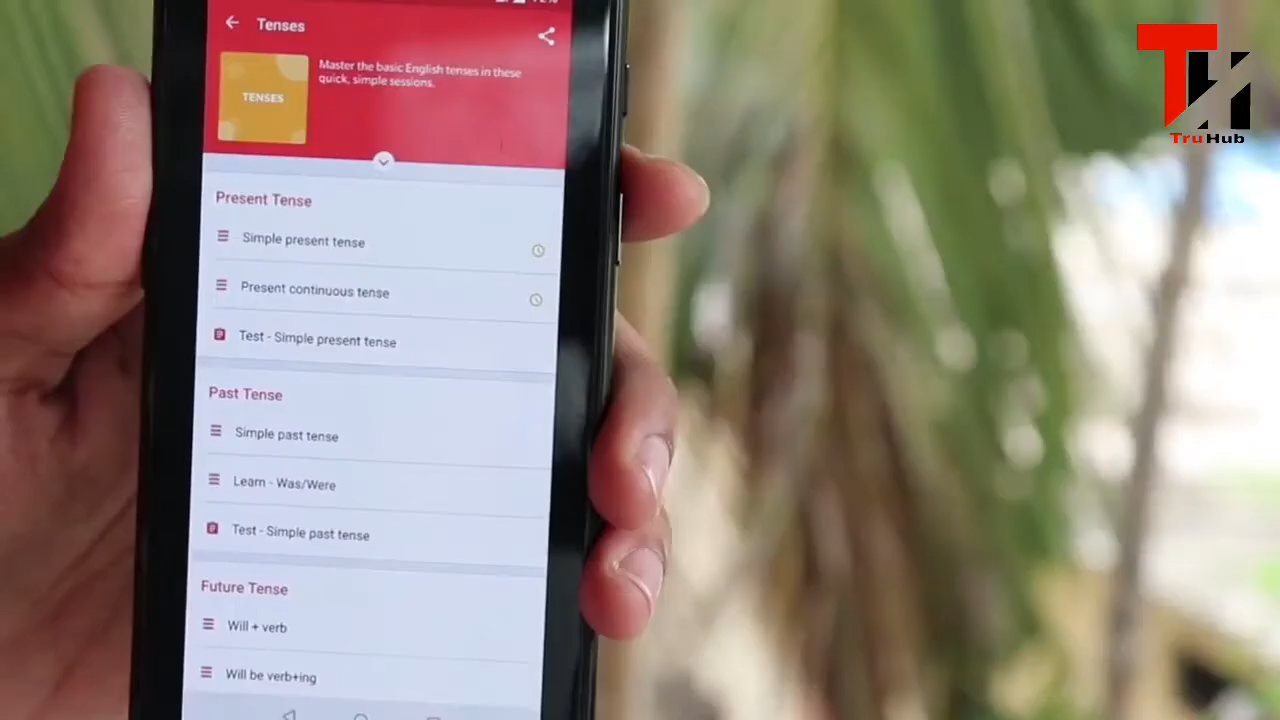 Tenses
Master the basic English tenses in these
quick, simple sessions.
TENSES
Present Tense
Simple present tense
Present continuous tense
Test - Simple present tense
Past Tense
Simple past tense
Learn - Was/Were
Test - Simple past tense
Future Tense
Will + verb
Will be verb+ing
TH
TruHub